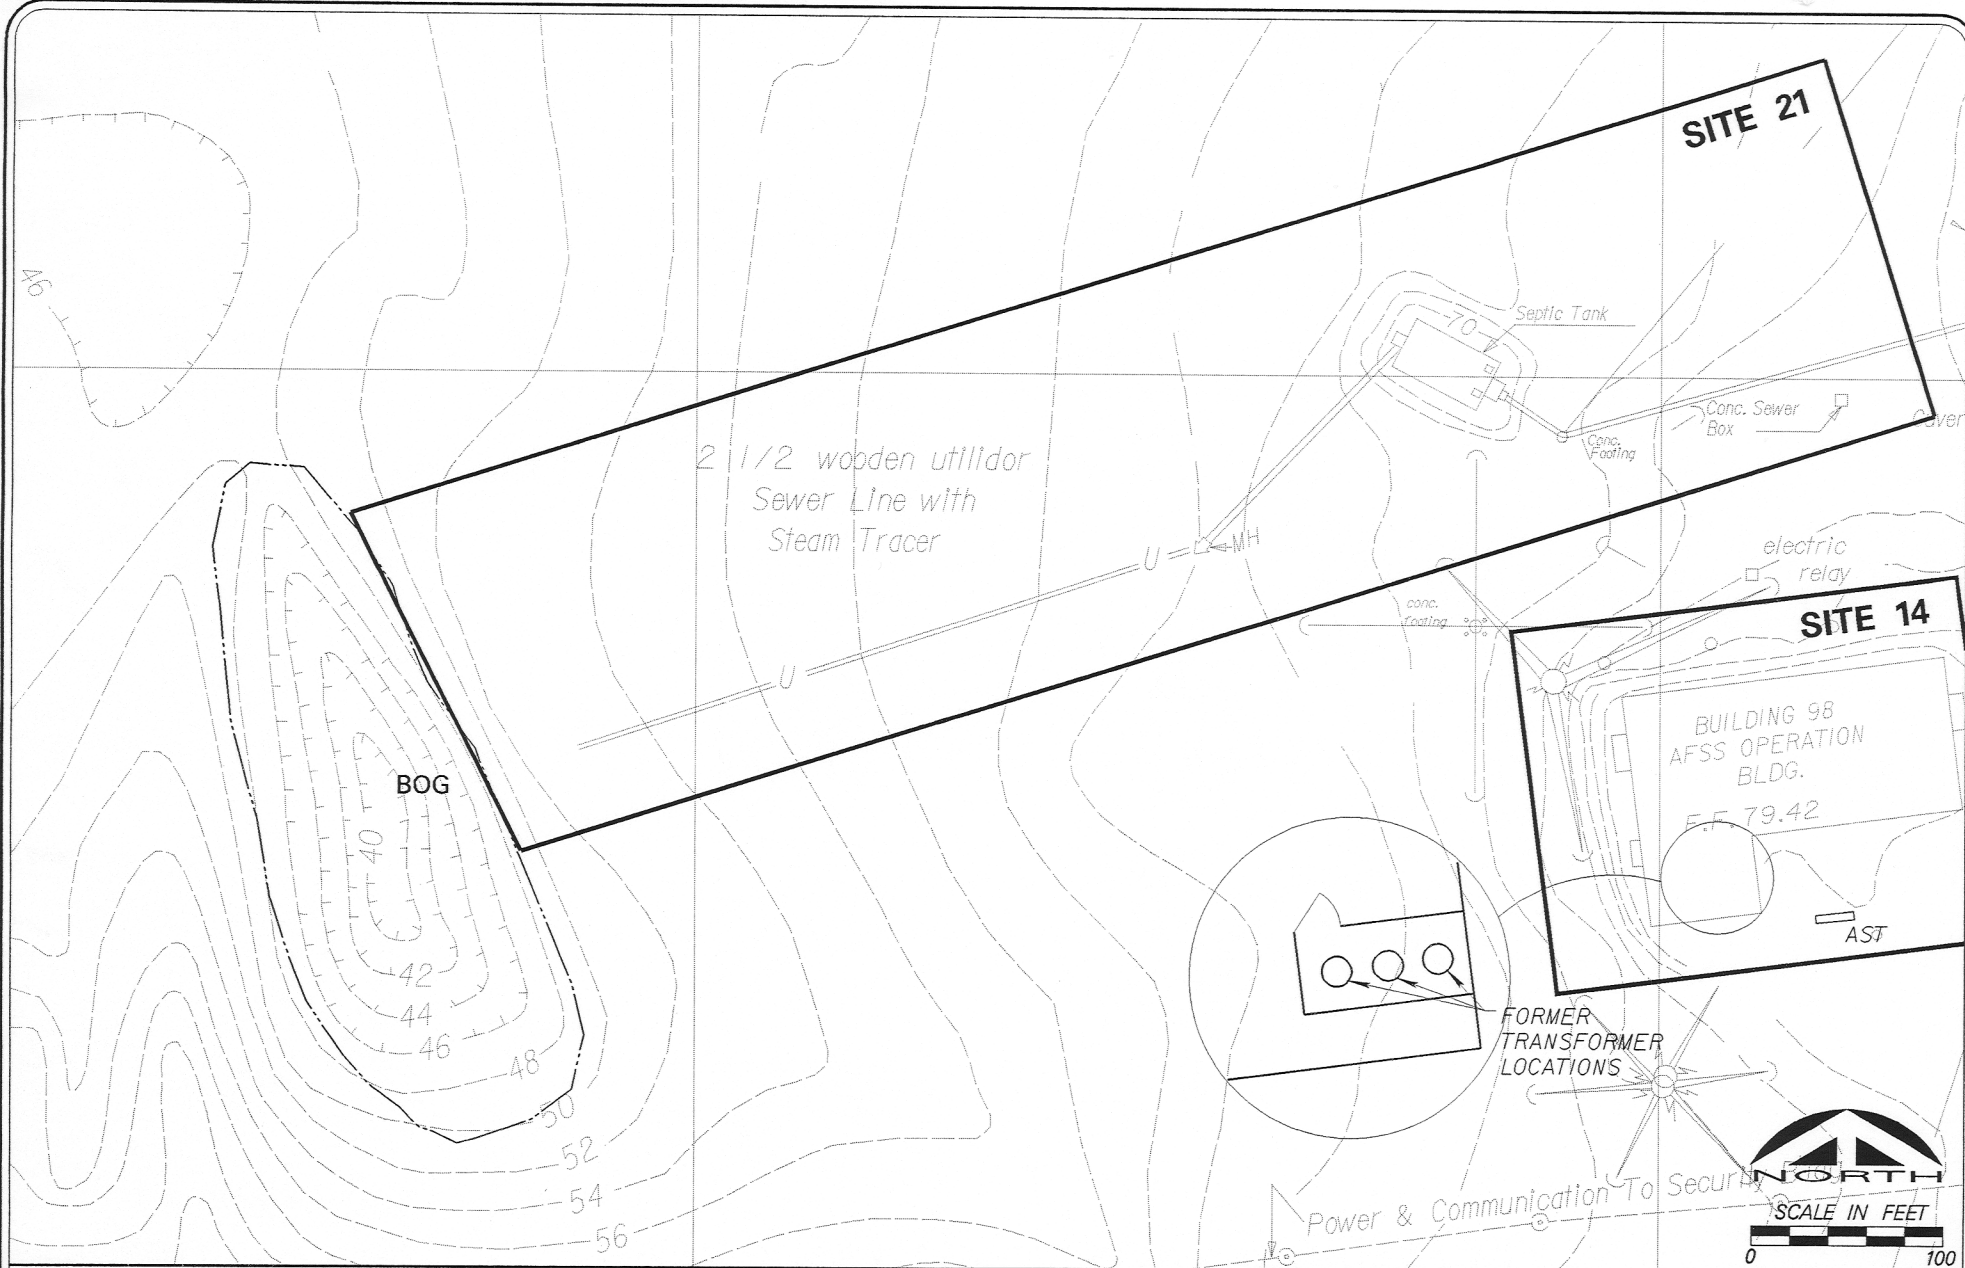 SITE 21
46
70
Septic Tank
Conc. Sewer
Box
Conc.
Footing
2 1/2 wooden utilidor
Sewer Line with
Steam Tracer
U
MH
U
electric
relay
conc.
footing
SITE 14
BUILDING 98
AFSS OPERATION
BLDG.
F.F. 79.42
BOG
40
AST
42
44
46
48
50
52
54
56
FORMER
TRANSFORMER
LOCATIONS
Power & Communication To Security Bldg
NORTH
SCALE IN FEET
0 100